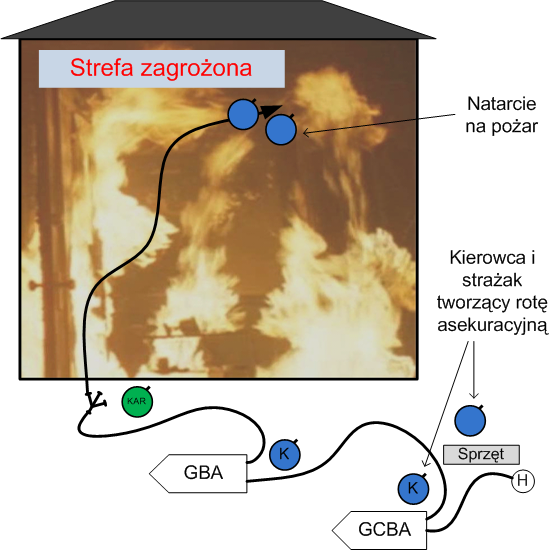 Strefa zagrożona
Natarcie
na pożar
Kierowca i
strażak
tworzący rotę
asekuracyjną
KAR
K
GBA
Sprzęt
K
H
GCBA